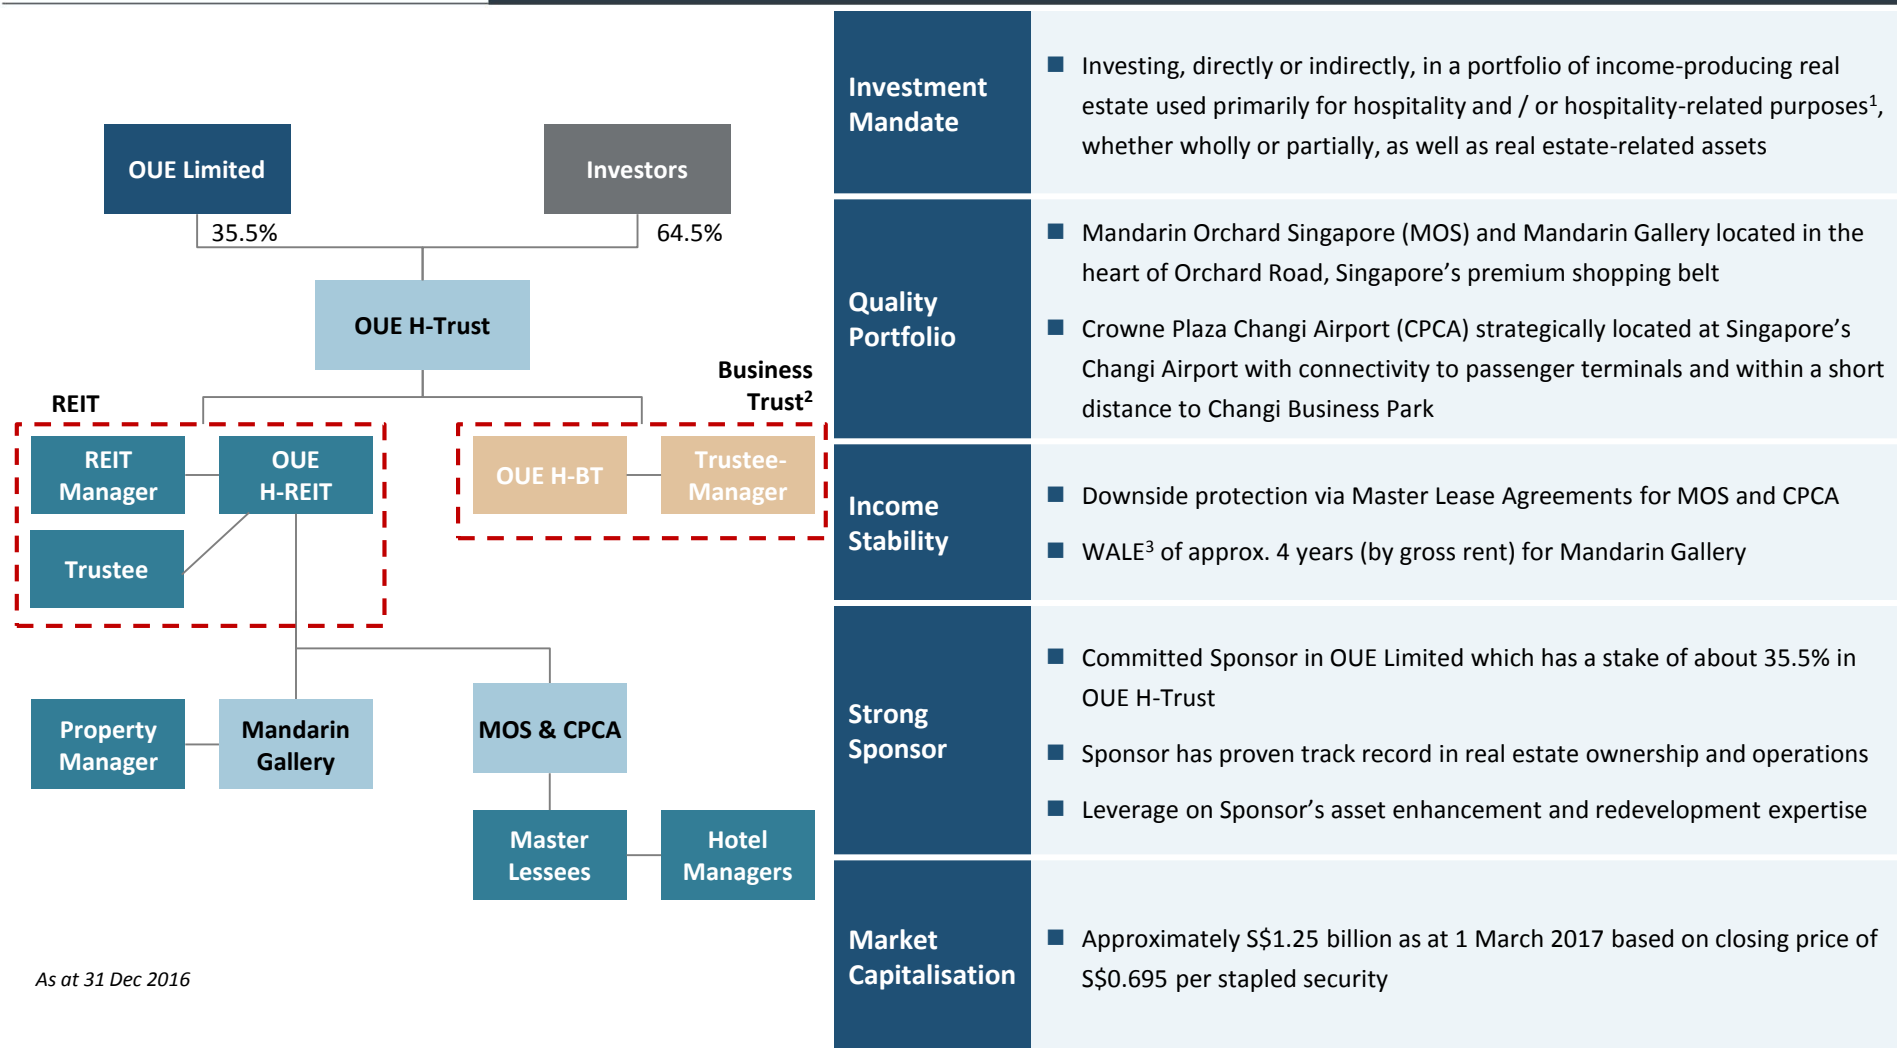 OUE Limited
Investors
35.5%
64.5%
OUE H-Trust
REIT
Business
Trust²
REIT
Manager
OUE
H-REIT
Trustee
OUE H-BT
Trustee-
Manager
Property
Manager
Mandarin
Gallery
MOS & CPCA
Master
Lessees
Hotel
Managers
As at 31 Dec 2016
Investment
Mandate
■ Investing, directly or indirectly, in a portfolio of income-producing real
estate used primarily for hospitality and / or hospitality-related purposes¹,
whether wholly or partially, as well as real estate-related assets
Quality
Portfolio
■ Mandarin Orchard Singapore (MOS) and Mandarin Gallery located in the
heart of Orchard Road, Singapore’s premium shopping belt
■ Crowne Plaza Changi Airport (CPCA) strategically located at Singapore’s
Changi Airport with connectivity to passenger terminals and within a short
distance to Changi Business Park
Income
Stability
■ Downside protection via Master Lease Agreements for MOS and CPCA
■ WALE³ of approx. 4 years (by gross rent) for Mandarin Gallery
Strong
Sponsor
■ Committed Sponsor in OUE Limited which has a stake of about 35.5% in
OUE H-Trust
■ Sponsor has proven track record in real estate ownership and operations
■ Leverage on Sponsor’s asset enhancement and redevelopment expertise
Market
Capitalisation
■ Approximately S$1.25 billion as at 1 March 2017 based on closing price of
S$0.695 per stapled security